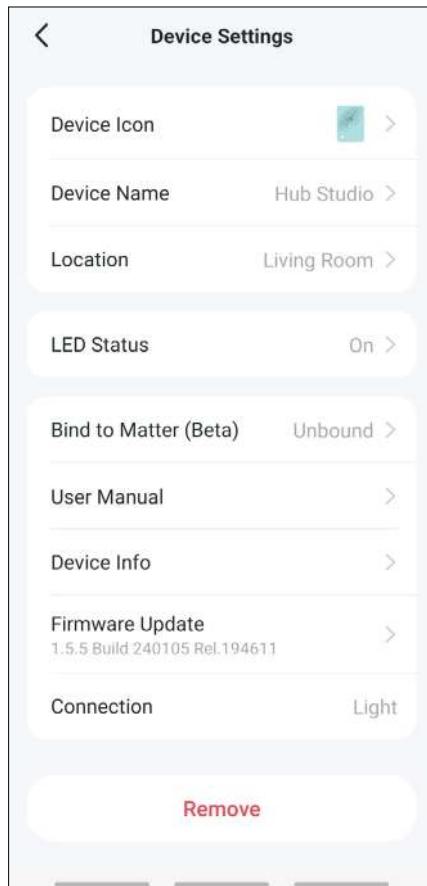 Device Settings
Device Icon
Device Name Hub Studio
Location Living Room
LED Status On
Bind to Matter (Beta) Unbound
User Manual
Device Info
Firmware Update
1.5.5 Build 240105 Rel.194611
Connection Light
Remove